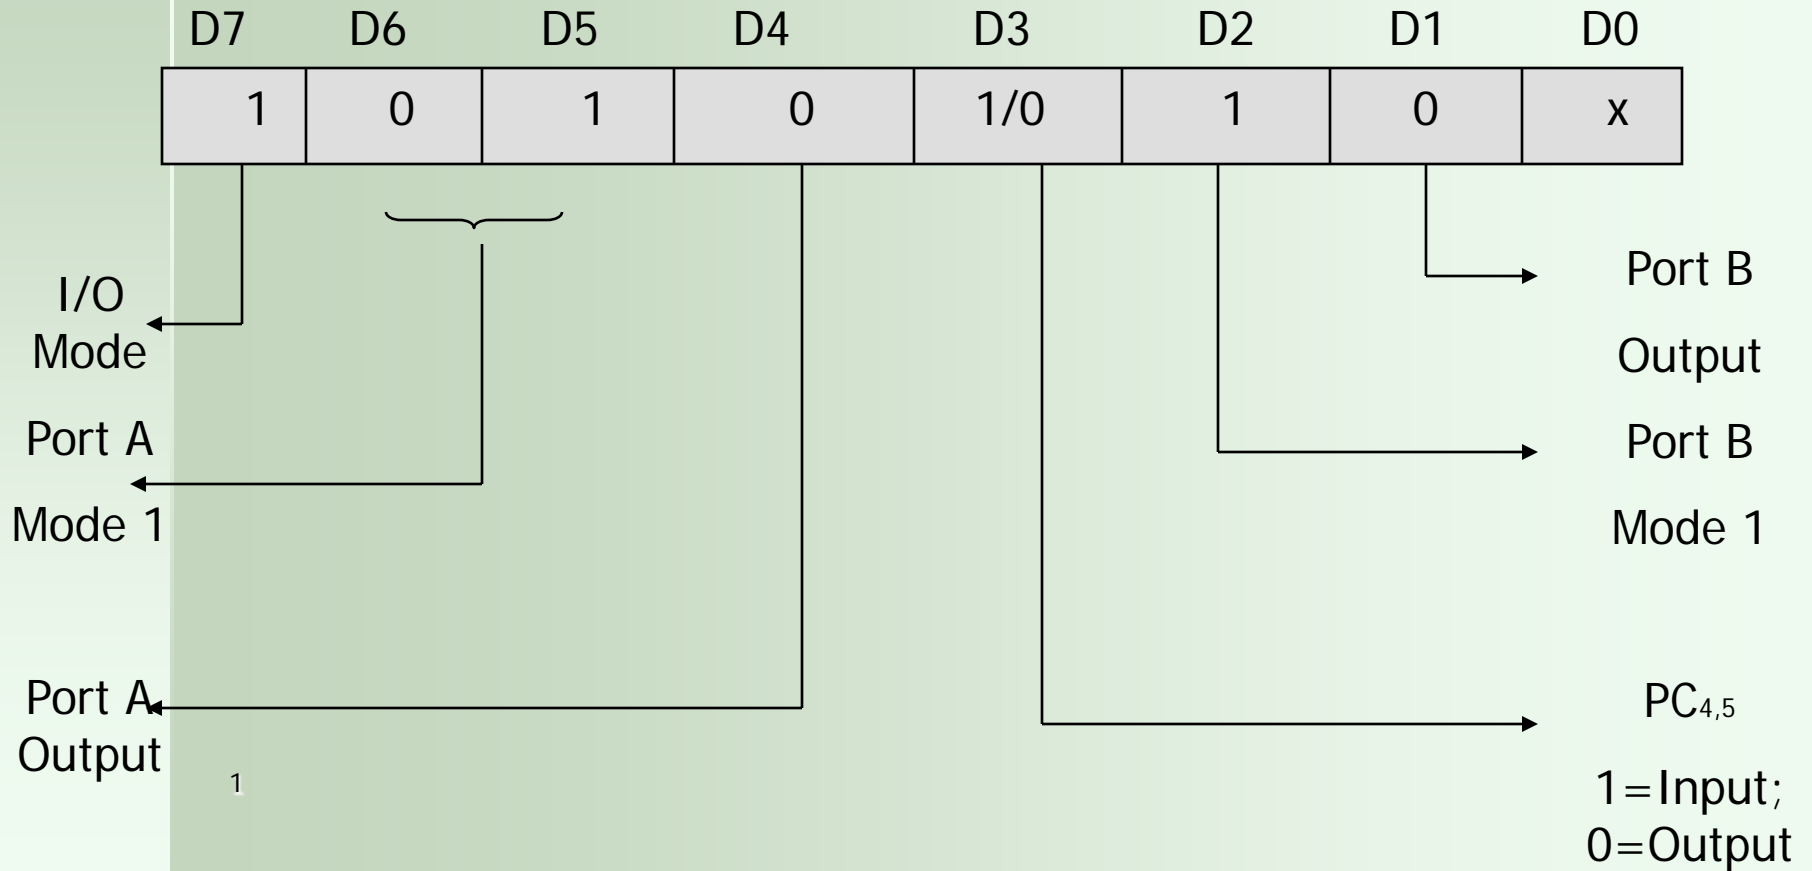 D7 D6 D5 D4 D3 D2 D1 D0
1 0 1 0 1/0 1 0 x
I/O
Mode
Port A
Mode 1
Port A
Output
1
Port B
Output
Port B
Mode 1
PC4,5
1=Input;
0=Output